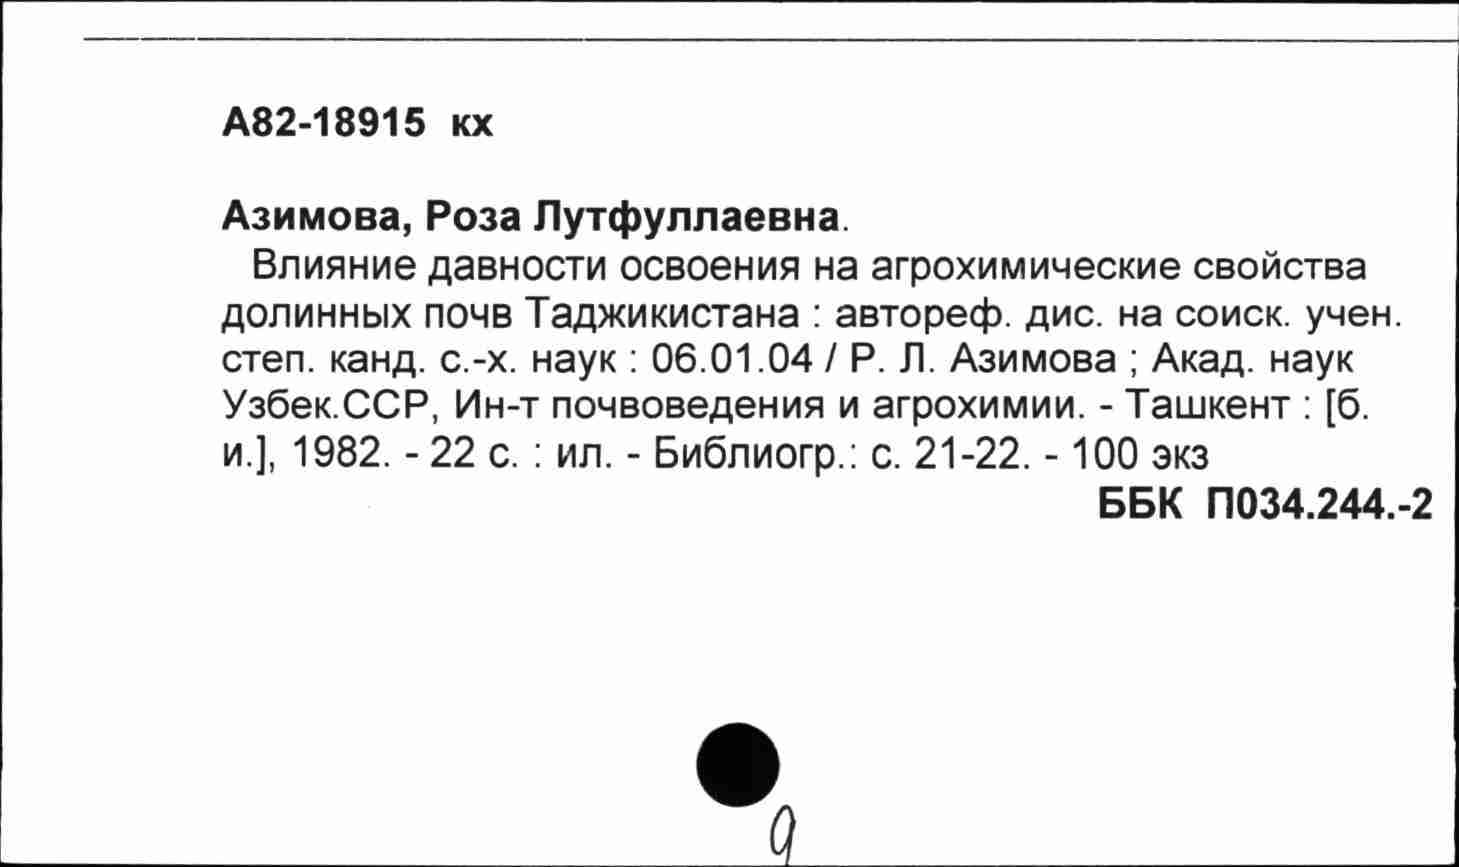 А82-18915 кх
Азимова, Роза Лутфуллаевна.
Влияние давности освоения на агрохимические свойства
долинных почв Таджикистана : автореф. дис. на соиск. учен.
степ. канд. с.-х. наук : 06.01.04 / Р. Л. Азимова ; Акад. наук
Узбек.ССР, Ин-т почвоведения и агрохимии. - Ташкент : [б.
и.], 1982. - 22 с. : ил. - Библиогр.: с. 21-22. - 100 экз
ББК П034.244.-2
9